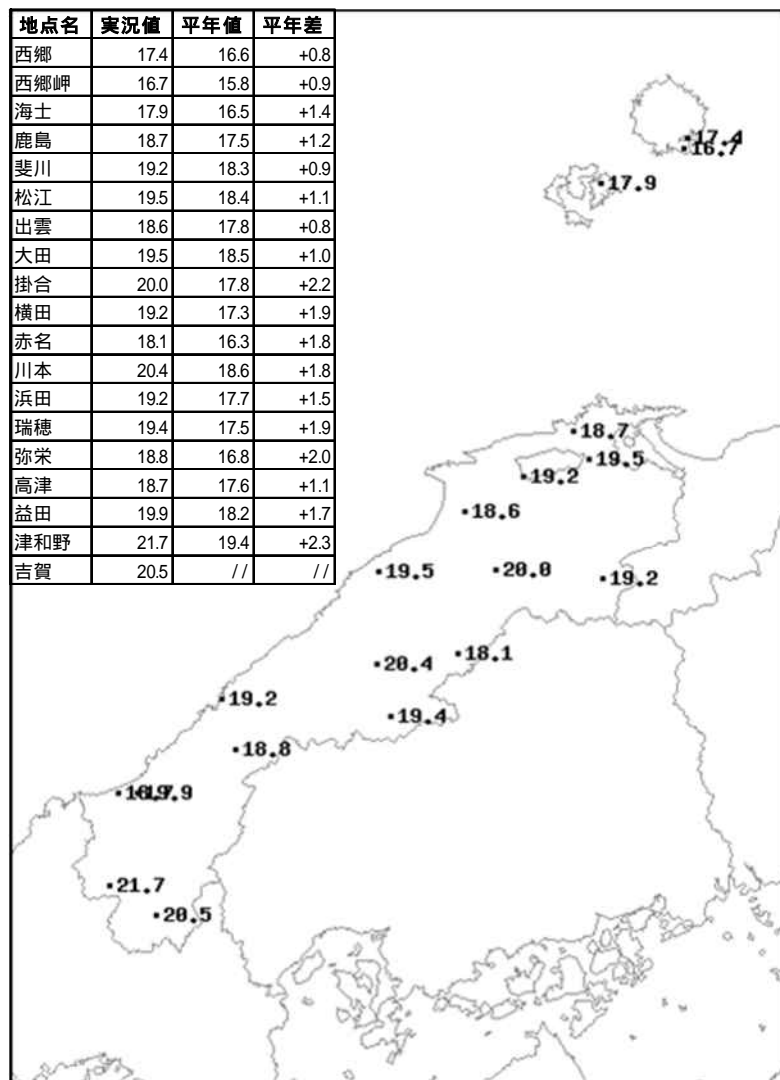 地点名 実況値 平年値 平年差
西郷 17.4 16.6 +0.8
西郷岬 16.7 15.8 +0.9
海士 17.9 16.5 +1.4
鹿島 18.7 17.5 +1.2
斐川 19.2 18.3 +0.9
松江 19.5 18.4 +1.1
出雲 18.6 17.8 +0.8
大田 19.5 18.5 +1.0
掛合 20.0 17.8 +2.2
横田 19.2 17.3 +1.9
赤名 18.1 16.3 +1.8
川本 20.4 18.6 +1.8
浜田 19.2 17.7 +1.5
瑞穂 19.4 17.5 +1.9
弥栄 18.8 16.8 +2.0
高津 18.7 17.6 +1.1
益田 19.9 18.2 +1.7
津和野 21.7 19.4 +2.3
吉賀 20.5 // //
17.4
16.7
17.9
18.7
19.5
19.2
18.6
19.5 20.0 19.2
18.1
20.4
19.4
19.2
18.8
21.7
20.5